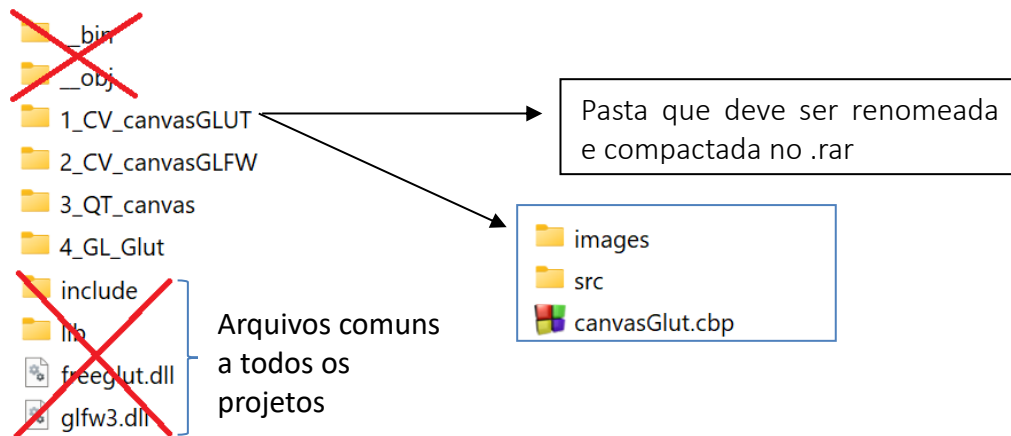 __bin
__obj
1_CV_canvasGLUT
2_CV_canvasGLFW
3_QT_canvas
4_GL_Glut
include
lib
freeglut.dll
glfw3.dll
Arquivos comuns
a todos os
projetos
Pasta que deve ser renomeada
e compactada no .rar
images
src
canvasGlut.cbp